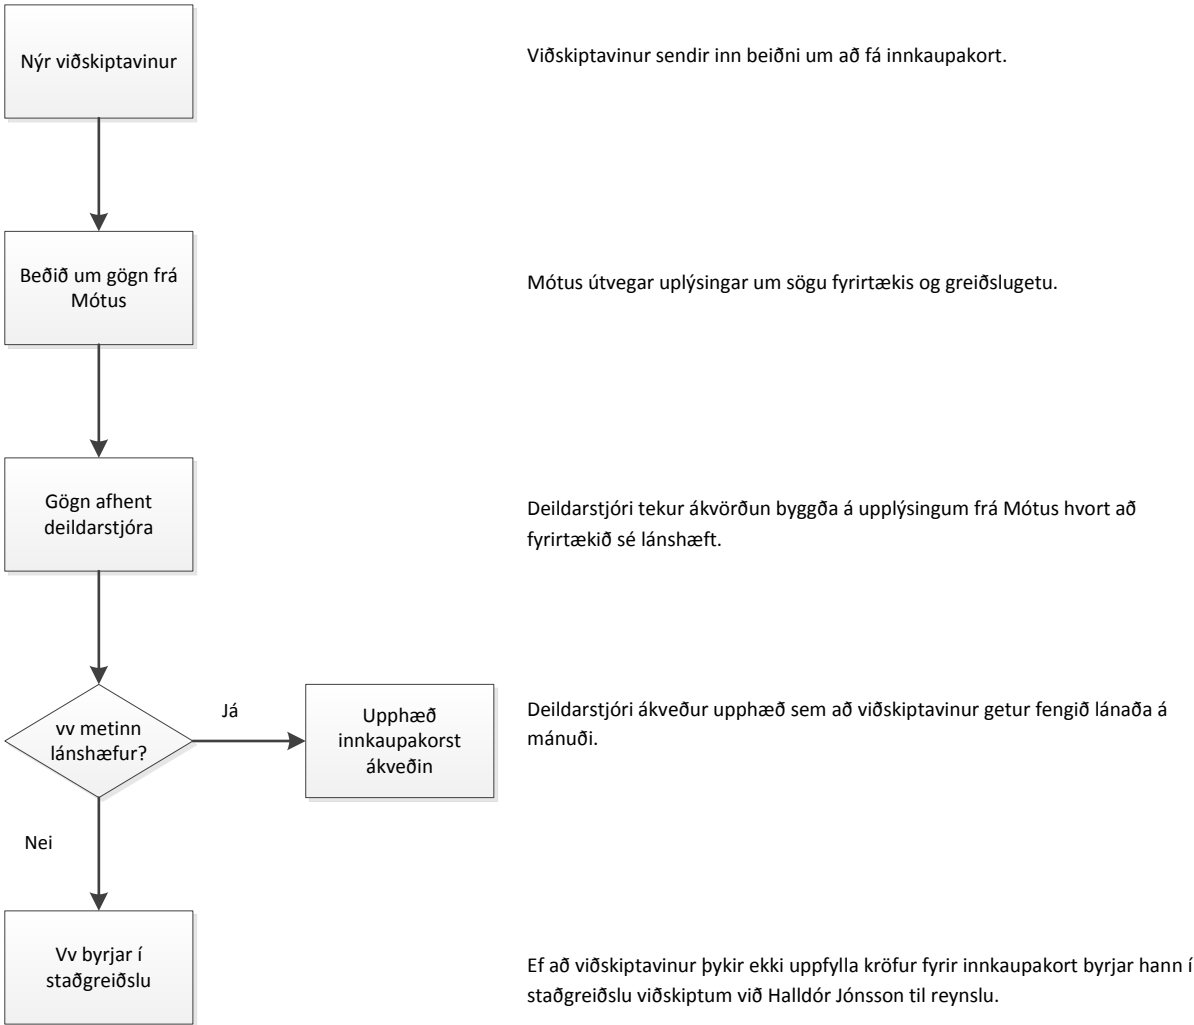 Nýr viðskiptavinur
Viðskiptavinur sendir inn beiðni um að fá innkaupakort.
Beðið um gögn frá
Mótus
Mótus útvegar uplýsingar um sögu fyrirtækis og greiðslugetu.
Gögn afhent
deildarstjóra
Deildarstjóri tekur ákvörðun byggða á upplýsingum frá Mótus hvort að
fyrirtækið sé lánshæft.
vv metinn
lánshæfur?
Já
Upphæð
innkaupakorst
ákveðin
Deildarstjóri ákveður upphæð sem að viðskiptavinur getur fengið lánaða á
mánuði.
Nei
Vv byrjar í
staðgreiðslu
Ef að viðskiptavinur þykir ekki uppfylla kröfur fyrir innkaupakort byrjar hann í
staðgreiðslu viðskiptum við Halldór Jónsson til reynslu.